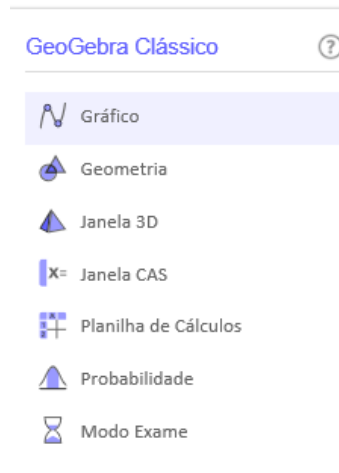 GeoGebra Clássico ?
Gráfico
Geometria
Janela 3D
x= Janela CAS
Planilha de Cálculos
Probabilidade
Modo Exame